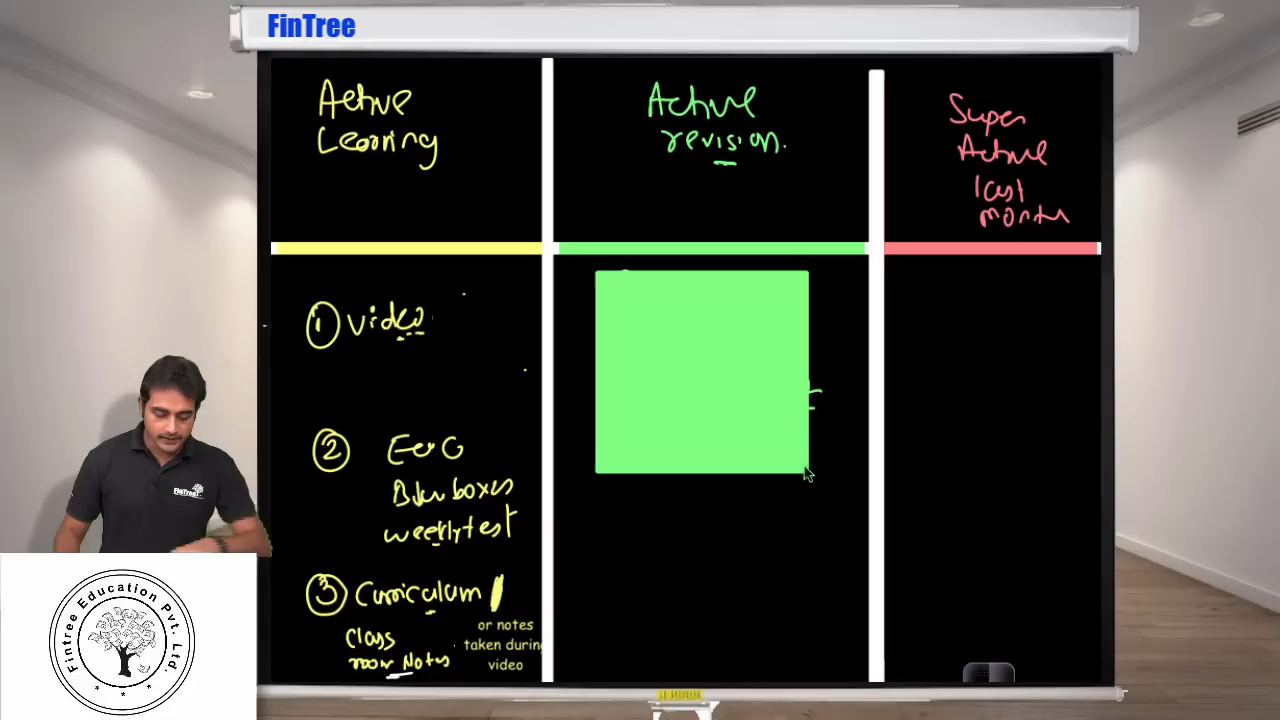 FinTree
Active
Learning
Active
revision.
Super
Active
last
month
① Video
② EOC
Blue boxes
weekly test
③ Curriculum /
Class
room Notes
or notes
taken during
video
FinTree
Fintree Education Pvt. Ltd.